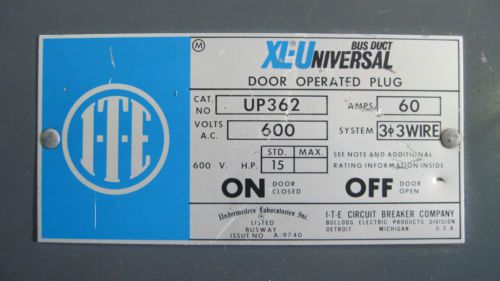 I-T-E
M
XL-UNIVERSAL BUS DUCT
DOOR OPERATED PLUG
CAT. NO UP362 AMPS 60
VOLTS A.C. 600 SYSTEM 3ϕ3WIRE
STD. MAX.
600 V. H.P. 15
SEE NOTE AND ADDITIONAL
RATING INFORMATION INSIDE
ON DOOR CLOSED OFF DOOR OPEN
Underwriters' Laboratories, Inc.
LISTED
BUSWAY
ISSUE NO. A-9740
I-T-E CIRCUIT BREAKER COMPANY
BULLDOG ELECTRIC PRODUCTS DIVISION
DETROIT MICHIGAN U.S.A